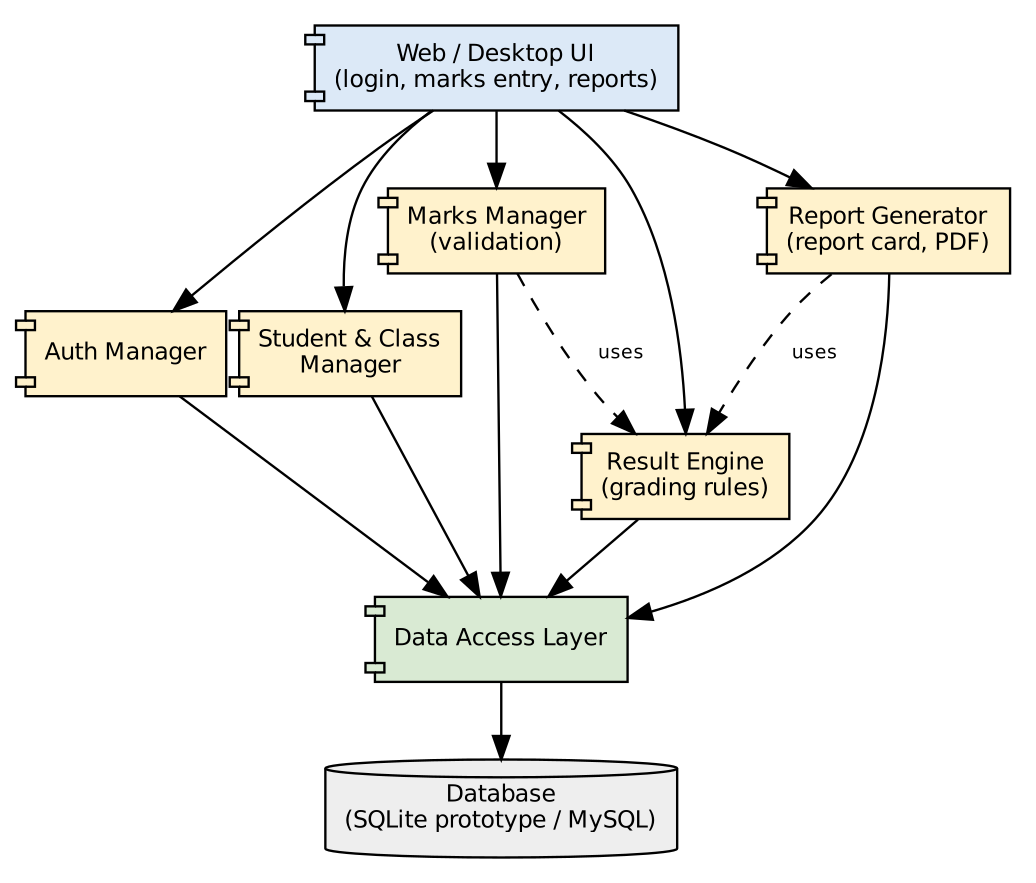 Web / Desktop UI
(login, marks entry, reports)
Marks Manager
(validation)
Report Generator
(report card, PDF)
Auth Manager
Student & Class
Manager
uses
uses
Result Engine
(grading rules)
Data Access Layer
Database
(SQLite prototype / MySQL)